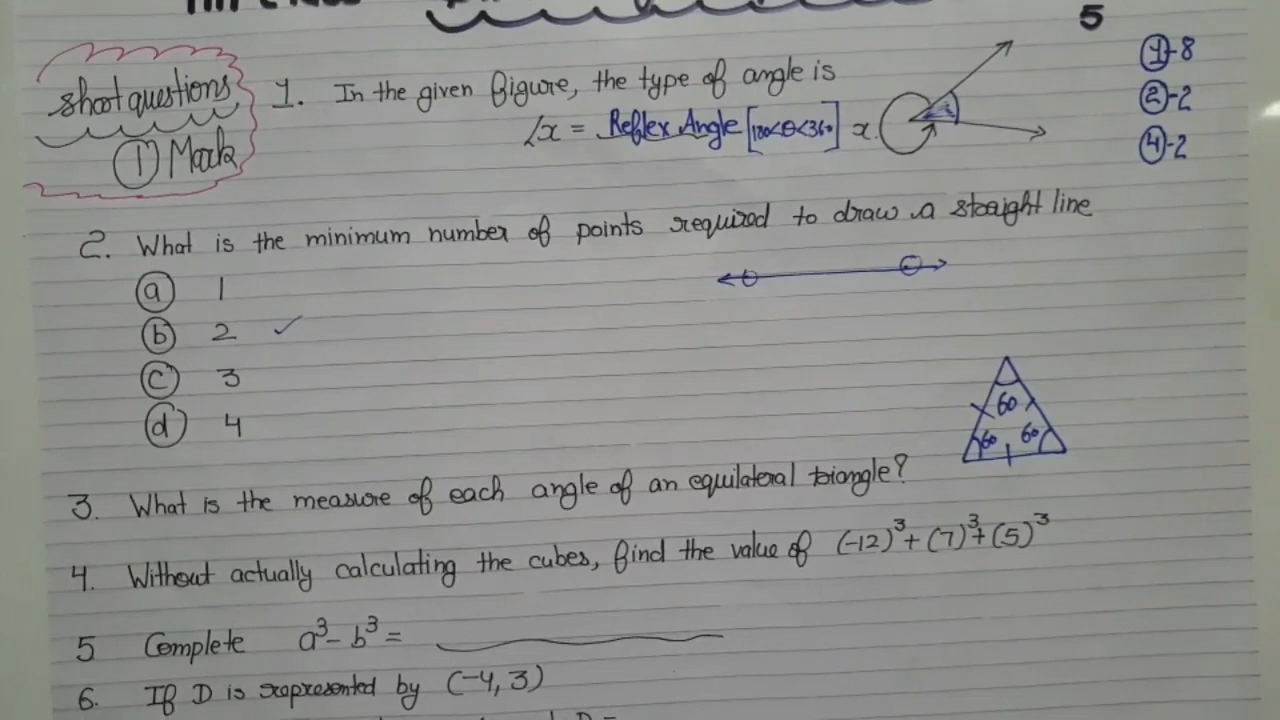 5
Short questions,
① Mark
1. In the given figure, the type of angle is
∠x = Reflex Angle [180<θ<360] x
①-8
②-2
④-2
2. What is the minimum number of points required to draw a straight line
ⓐ 1
ⓑ 2 ✓
ⓒ 3
ⓓ 4
60
60 60
3. What is the measure of each angle of an equilateral triangle?
4. Without actually calculating the cubes, find the value of (-12)³+(7)³+(5)³
5 Complete a³-b³ =
6. If D is represented by (-4,3)